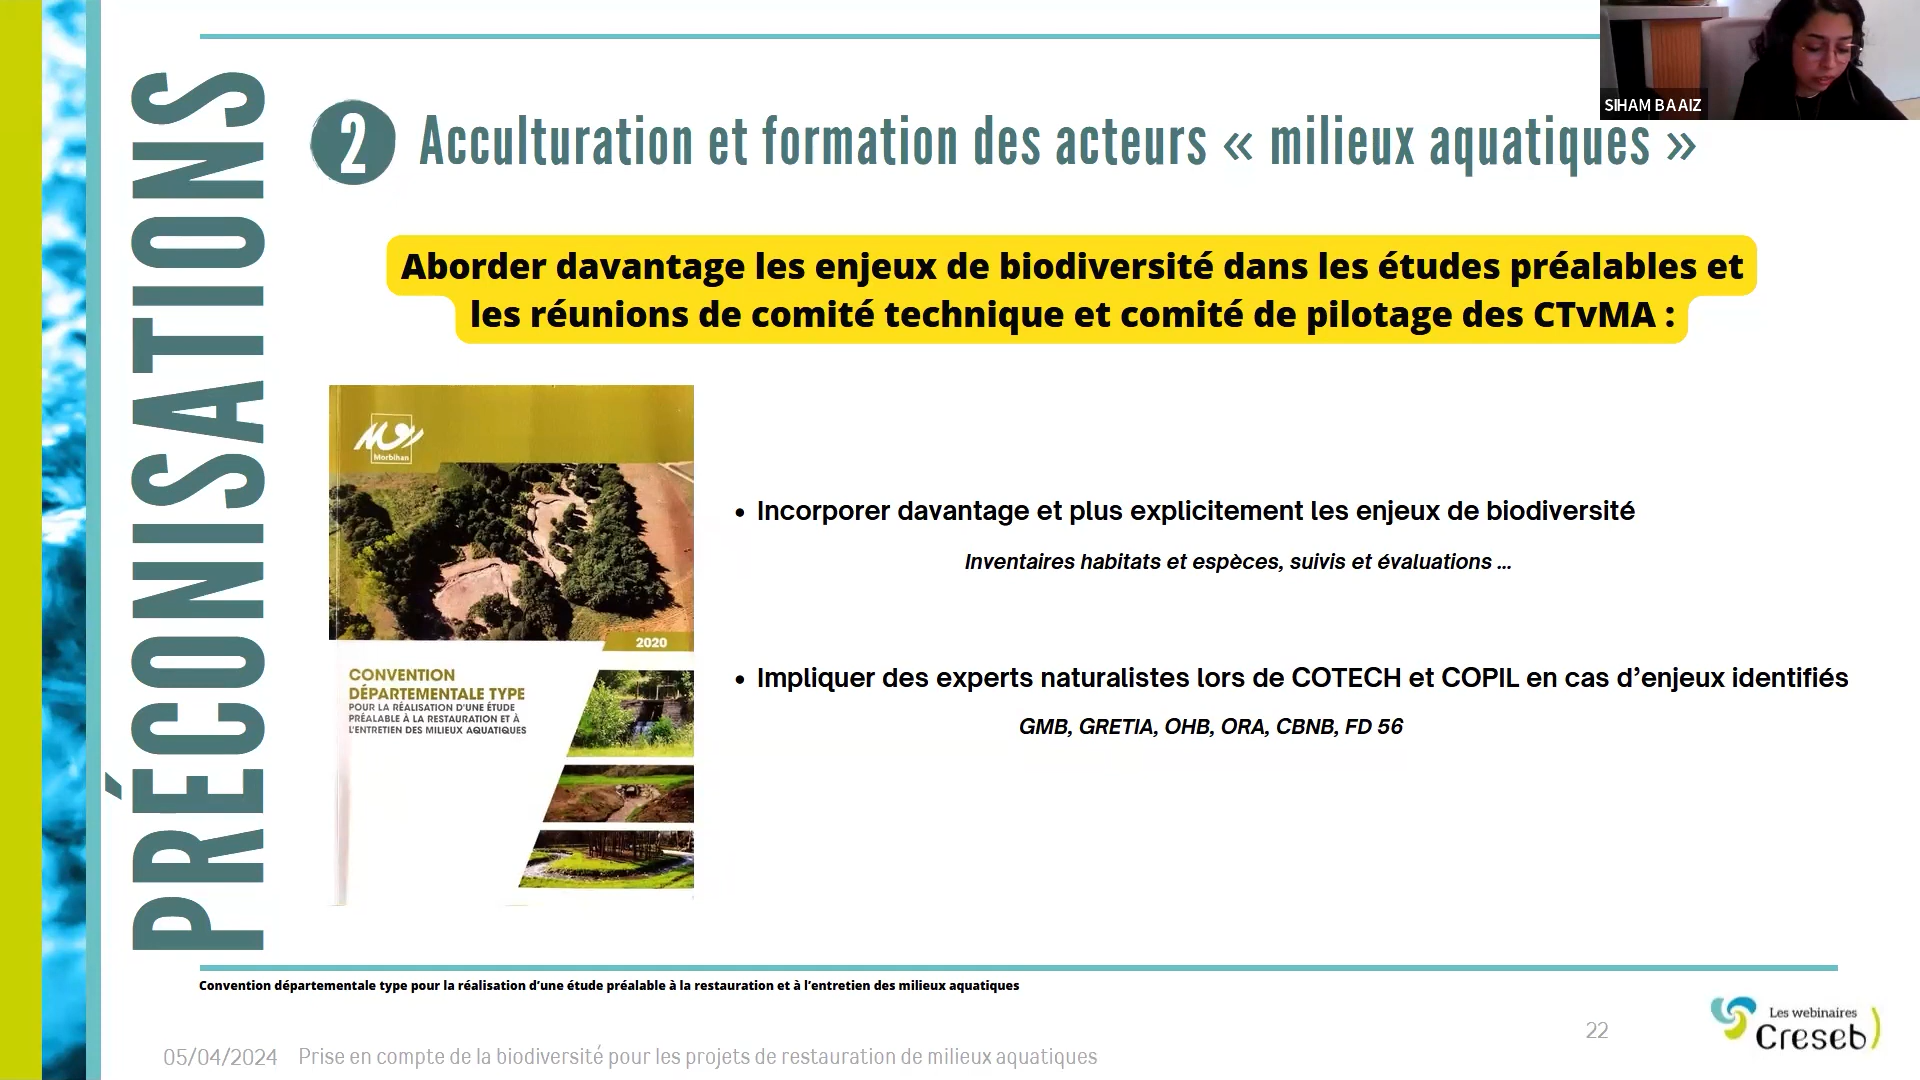 PRÉCONISATIONS
SIHAM BAAIZ
2 Acculturation et formation des acteurs « milieux aquatiques »
Aborder davantage les enjeux de biodiversité dans les études préalables et
les réunions de comité technique et comité de pilotage des CTvMA :
Morbihan
2020
CONVENTION
DÉPARTEMENTALE TYPE
POUR LA RÉALISATION D'UNE ÉTUDE
PRÉALABLE À LA RESTAURATION ET À
L'ENTRETIEN DES MILIEUX AQUATIQUES
• Incorporer davantage et plus explicitement les enjeux de biodiversité
Inventaires habitats et espèces, suivis et évaluations ...
• Impliquer des experts naturalistes lors de COTECH et COPIL en cas d’enjeux identifiés
GMB, GRETIA, OHB, ORA, CBNB, FD 56
Convention départementale type pour la réalisation d’une étude préalable à la restauration et à l’entretien des milieux aquatiques
22
Les webinaires
Creseb
05/04/2024 Prise en compte de la biodiversité pour les projets de restauration de milieux aquatiques